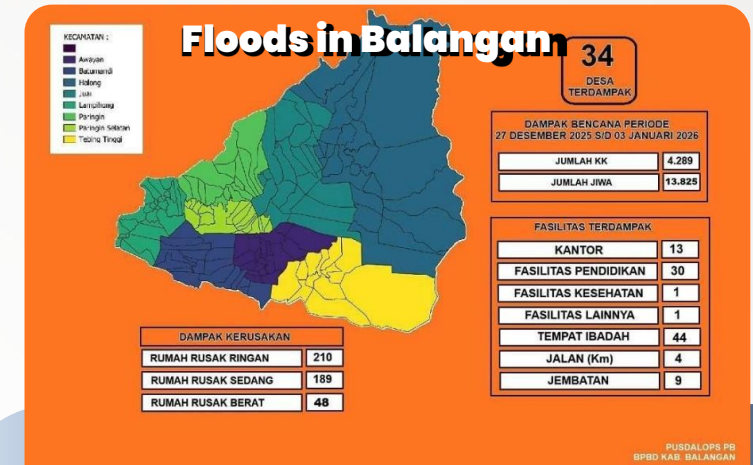 Floods in Balangan
KECAMATAN :
Awayan
Batumandi
Halong
Juai
Lampihong
Paringin
Paringin Selatan
Tebing Tinggi
34
DESA
TERDAMPAK
DAMPAK BENCANA PERIODE
27 DESEMBER 2025 S/D 03 JANUARI 2026
JUMLAH KK 4.289
JUMLAH JIWA 13.825
FASILITAS TERDAMPAK
KANTOR 13
FASILITAS PENDIDIKAN 30
FASILITAS KESEHATAN 1
FASILITAS LAINNYA 1
TEMPAT IBADAH 44
JALAN (Km) 4
JEMBATAN 9
DAMPAK KERUSAKAN
RUMAH RUSAK RINGAN 210
RUMAH RUSAK SEDANG 189
RUMAH RUSAK BERAT 48
PUSDALOPS PB
BPBD KAB. BALANGAN